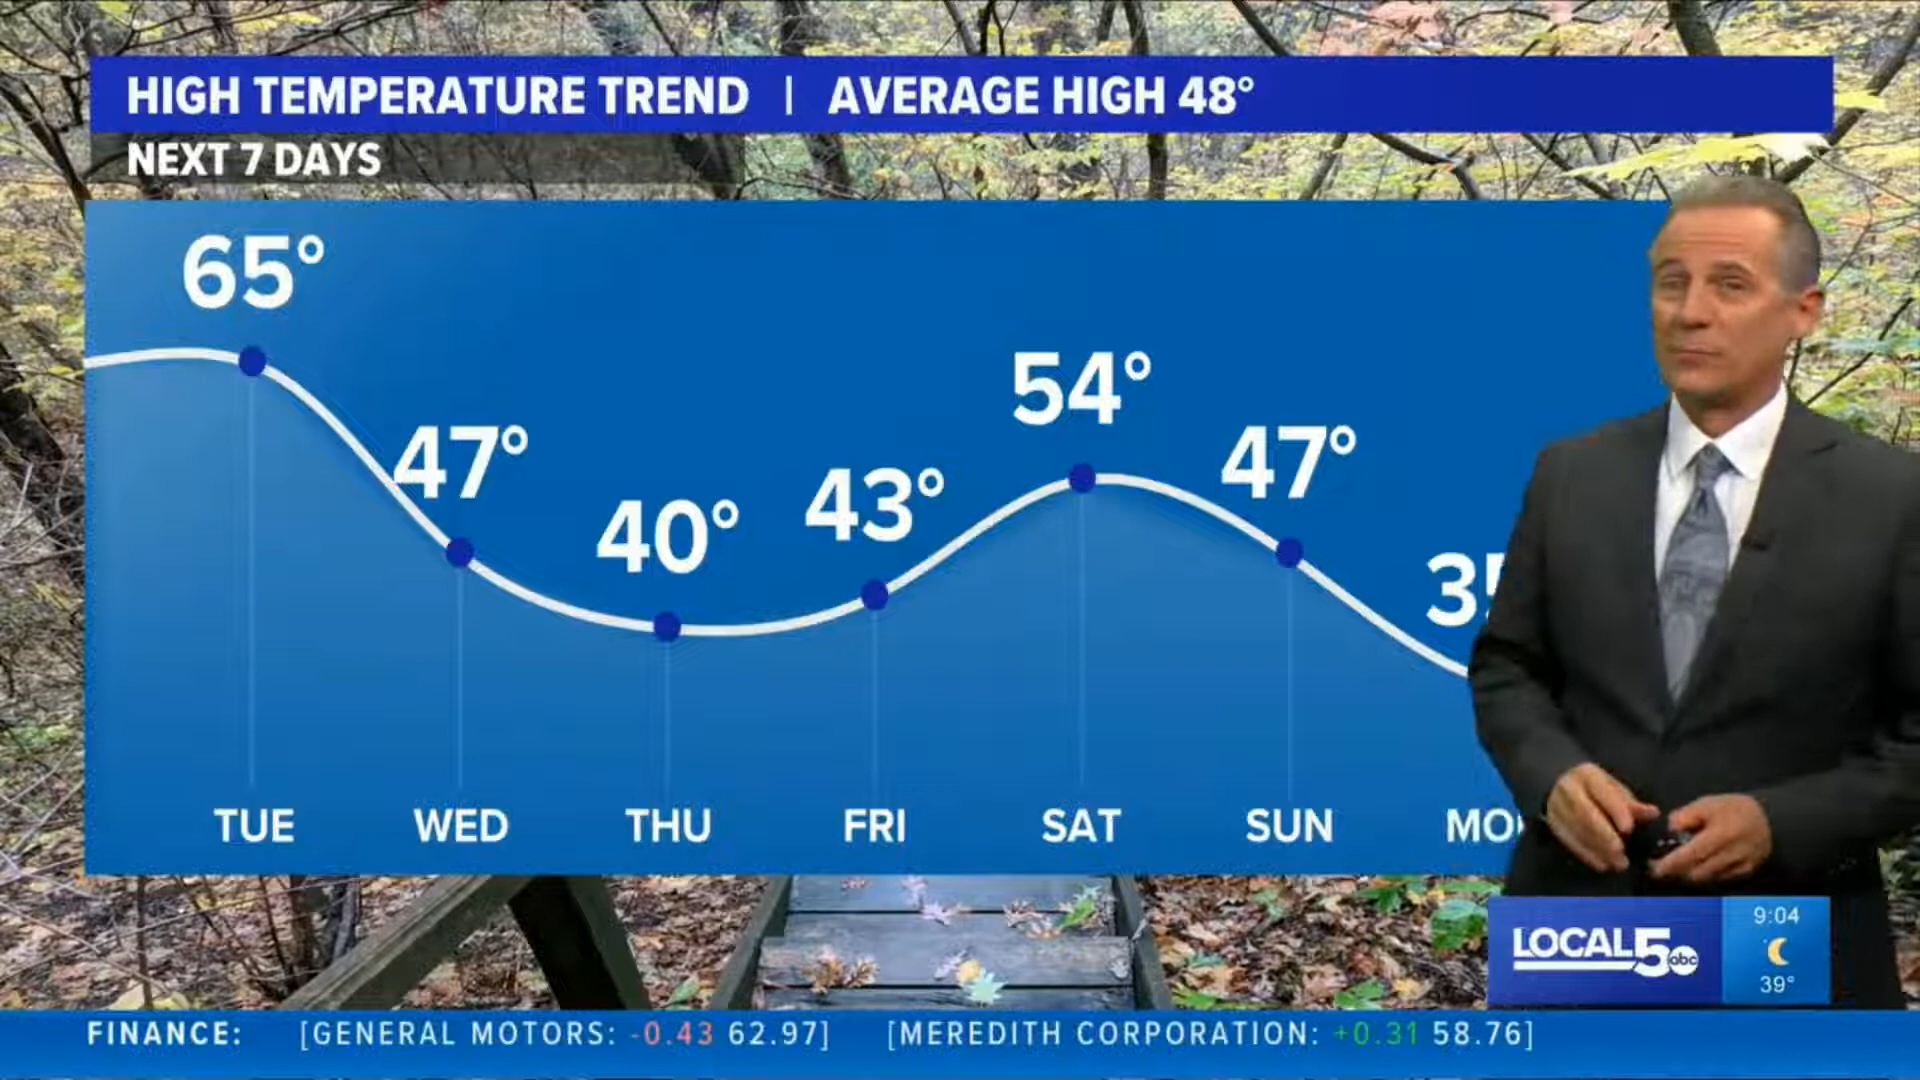 HIGH TEMPERATURE TREND | AVERAGE HIGH 48°
NEXT 7 DAYS
65°
47°
40°
43°
54°
47°
TUE
WED
THU
FRI
SAT
SUN
LOCAL 5 abc
9:04
39°
FINANCE: [GENERAL MOTORS: -0.43 62.97] [MEREDITH CORPORATION: +0.31 58.76]